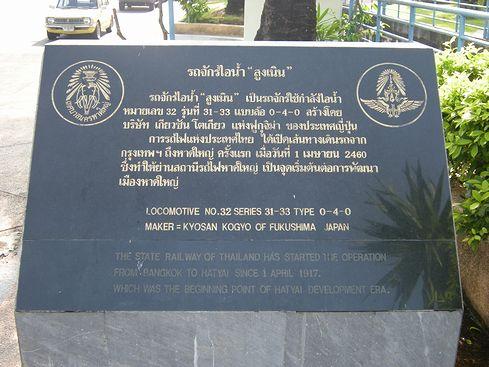 รถจักรไอน้ำ "สูงเนิน"
รถจักรไอน้ำ "สูงเนิน" เป็นรถจักรใช้กำลังไอน้ำ
หมายเลข 32 รุ่นที่ 31-33 แบบล้อ 0-4-0 สร้างโดย
บริษัท เกียวซัน โคเกียว แห่งฟูกูชิม่า ของประเทศญี่ปุ่น
การรถไฟแห่งประเทศไทย ได้เปิดเส้นทางเดินรถจาก
กรุงเทพฯ ถึงหาดใหญ่ ครั้งแรก เมื่อวันที่ 1 เมษายน 2460
ซึ่งทำให้ย่านสถานีรถไฟหาดใหญ่ เป็นจุดเริ่มต้นต่อการพัฒนา
เมืองหาดใหญ่
LOCOMOTIVE NO.32 SERIES 31-33 TYPE 0-4-0
MAKER = KYOSAN KOGYO OF FUKUSHIMA JAPAN
THE STATE RAILWAY OF THAILAND HAS STARTED THE OPERATION
FROM BANGKOK TO HATYAI SINCE 1 APRIL 1917.
WHICH WAS THE BEGINNING POINT OF HATYAI DEVELOPMENT ERA.